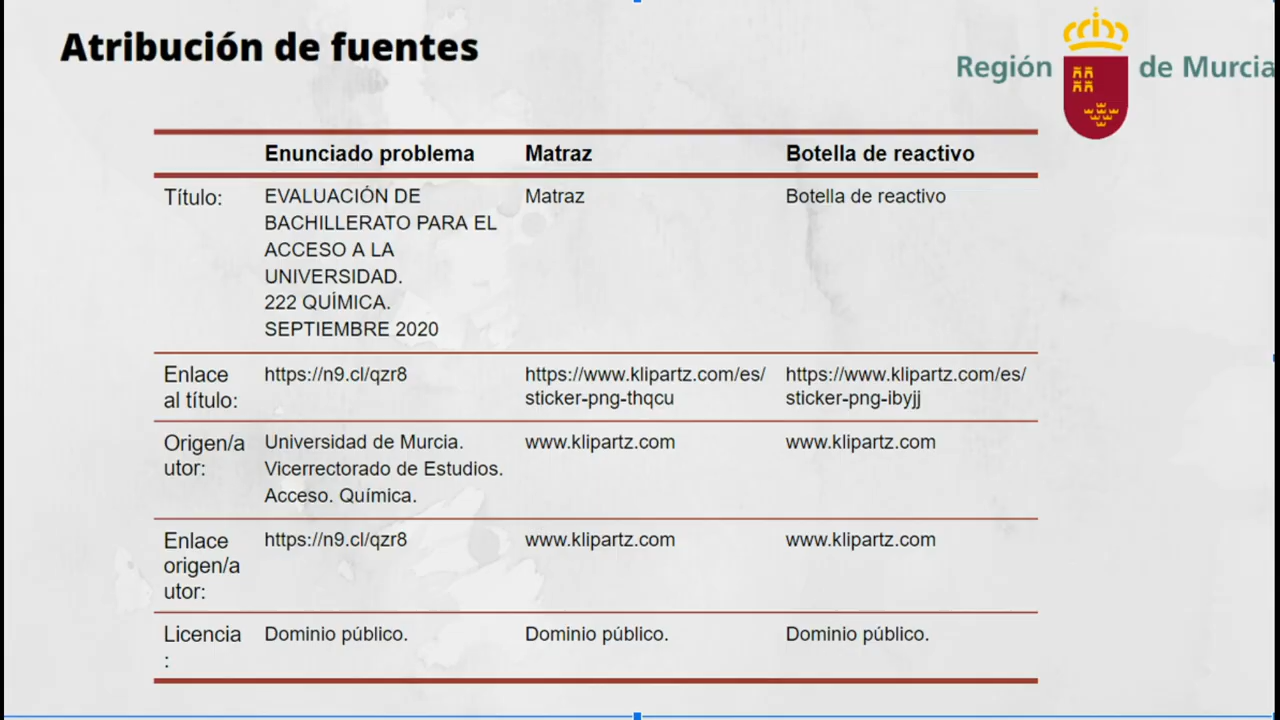 Atribución de fuentes
Región de Murcia
Enunciado problema Matraz Botella de reactivo
Título: EVALUACIÓN DE Matraz Botella de reactivo
BACHILLERATO PARA EL
ACCESO A LA
UNIVERSIDAD.
222 QUÍMICA.
SEPTIEMBRE 2020
Enlace https://n9.cl/qzr8 https://www.klipartz.com/es/ https://www.klipartz.com/es/
al título: sticker-png-thqcu sticker-png-ibyjj
Origen/a Universidad de Murcia. www.klipartz.com www.klipartz.com
utor: Vicerrectorado de Estudios.
Acceso. Química.
Enlace https://n9.cl/qzr8 www.klipartz.com www.klipartz.com
origen/a
utor:
Licencia Dominio público. Dominio público. Dominio público.
: